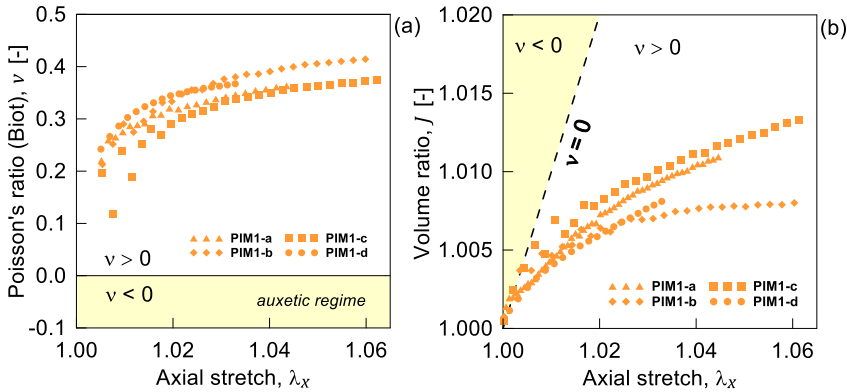 (a)
Poisson's ratio (Biot), ν [-]
0.5
0.4
0.3
0.2
0.1
0.0
-0.1
PIM1-a
PIM1-c
PIM1-b
PIM1-d
ν > 0
ν < 0
auxetic regime
1.00
1.02
1.04
1.06
Axial stretch, λx
(b)
Volume ratio, J [-]
1.020
1.015
1.010
1.005
1.000
ν < 0
ν > 0
ν = 0
PIM1-a
PIM1-c
PIM1-b
PIM1-d
1.00
1.02
1.04
1.06
Axial stretch, λx